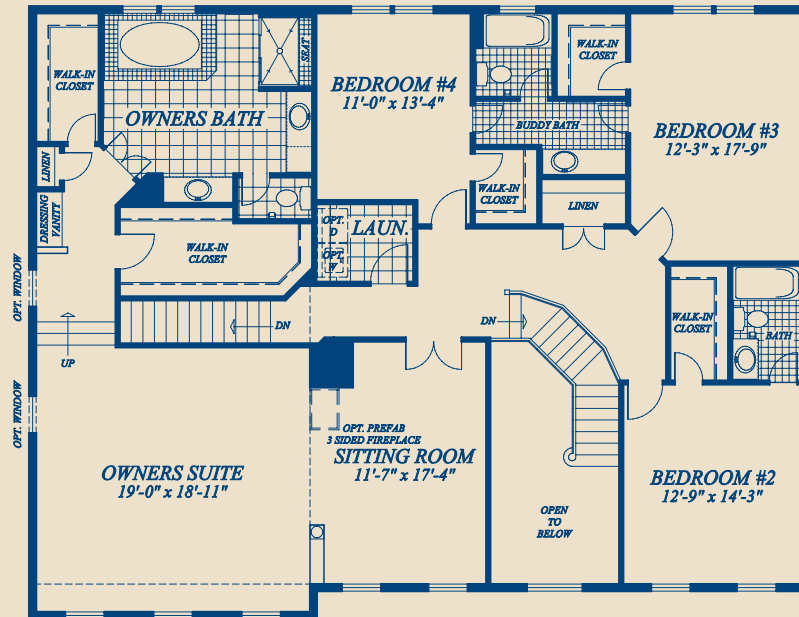 WALK-IN
CLOSET
OWNERS BATH
SEAT
BEDROOM #4
11'-0" x 13'-4"
WALK-IN
CLOSET
BUDDY BATH
BEDROOM #3
12'-3" x 17'-9"
LINEN
DRESSING
VANITY
WALK-IN
CLOSET
OPT.
D
OPT.
W
LAUN.
WALK-IN
CLOSET
LINEN
OPT. WINDOW
UP
DN
DN
WALK-IN
CLOSET
BATH
OPT. WINDOW
OPT. PREFAB
3 SIDED FIREPLACE
SITTING ROOM
11'-7" x 17'-4"
OWNERS SUITE
19'-0" x 18'-11"
OPEN
TO
BELOW
BEDROOM #2
12'-9" x 14'-3"